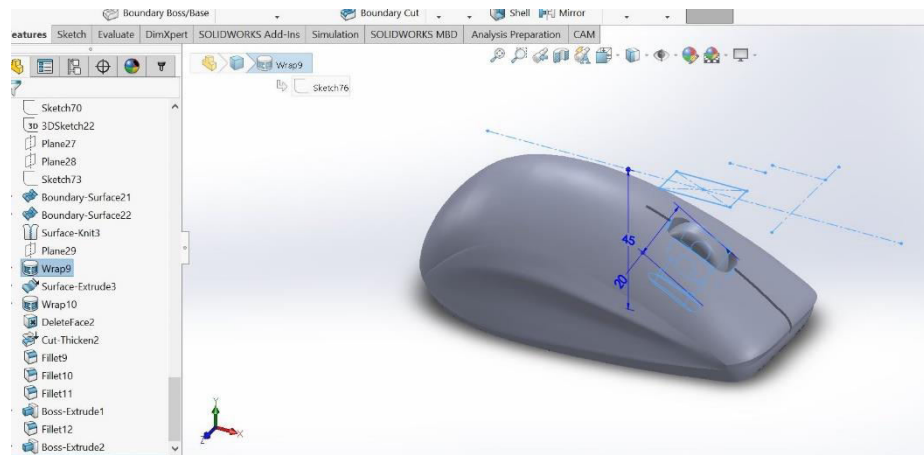 Boundary Boss/Base
Boundary Cut
Shell
Mirror
eatures Sketch Evaluate DimXpert SOLIDWORKS Add-Ins Simulation SOLIDWORKS MBD Analysis Preparation CAM
Wrap9
Sketch76
Sketch70
3D 3DSketch22
Plane27
Plane28
Sketch73
Boundary-Surface21
Boundary-Surface22
Surface-Knit3
Plane29
Wrap9
Surface-Extrude3
Wrap10
DeleteFace2
Cut-Thicken2
Fillet9
Fillet10
Fillet11
Boss-Extrude1
Fillet12
Boss-Extrude2
45
20
Y
Z
X